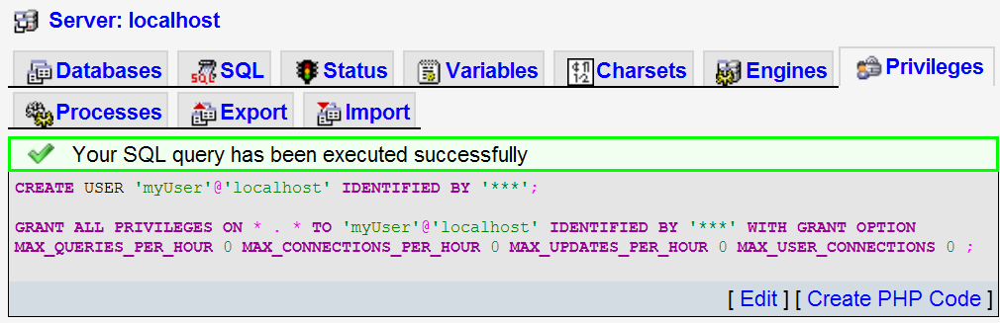 Server: localhost
Databases SQL Status Variables Charsets Engines Privileges
Processes Export Import
Your SQL query has been executed successfully
CREATE USER 'myUser'@'localhost' IDENTIFIED BY '***';
GRANT ALL PRIVILEGES ON * . * TO 'myUser'@'localhost' IDENTIFIED BY '***' WITH GRANT OPTION
MAX_QUERIES_PER_HOUR 0 MAX_CONNECTIONS_PER_HOUR 0 MAX_UPDATES_PER_HOUR 0 MAX_USER_CONNECTIONS 0 ;
[ Edit ] [ Create PHP Code ]